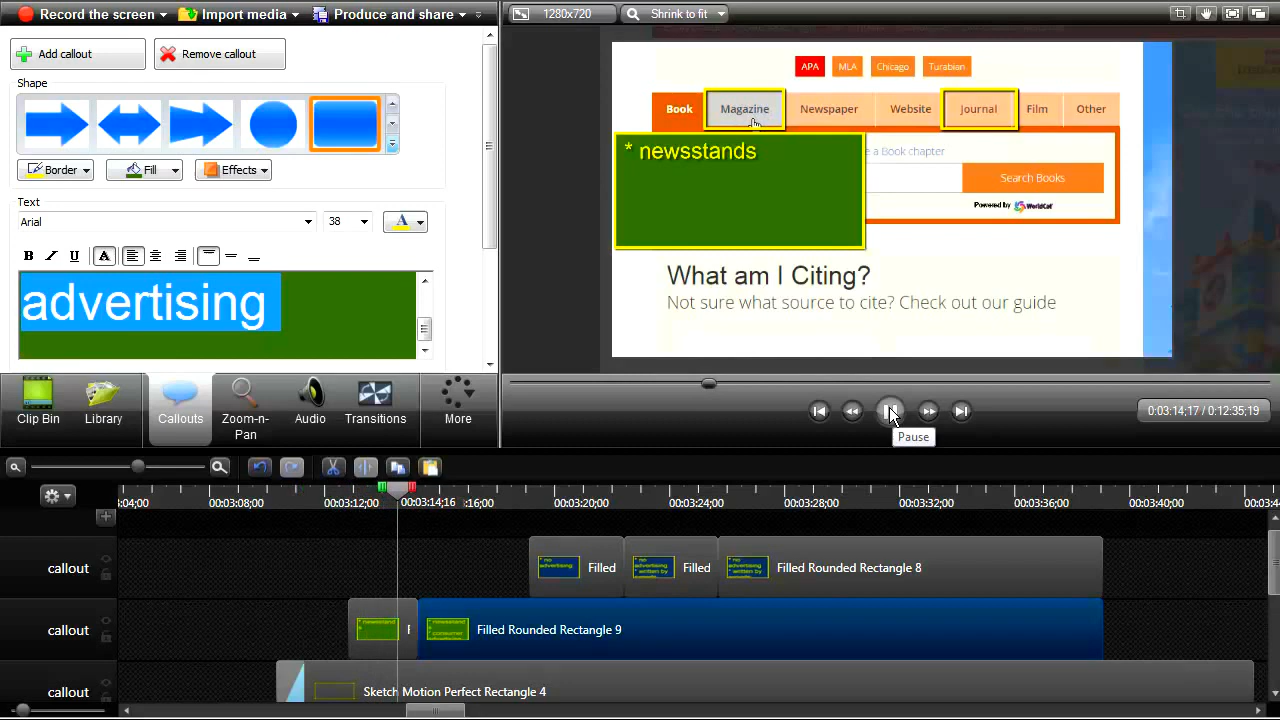 Record the screen
Import media
Produce and share
1280x720
Shrink to fit
Add callout
Remove callout
Shape
Border
Fill
Effects
Text
Arial
38
A
B I U A
advertising
APA
MLA
Chicago
Turabian
Book
Magazine
Newspaper
Website
Journal
Film
Other
* newsstands
e a Book chapter
Search Books
Powered by WorldCat
What am I Citing?
Not sure what source to cite? Check out our guide
Clip Bin
Library
Callouts
Zoom-n-
Pan
Audio
Transitions
More
0:03:14;17 / 0:12:35;19
Pause
:04;00
00:03:08;00
00:03:12;00
00:03:14;16
:16;00
00:03:20;00
00:03:24;00
00:03:28;00
00:03:32;00
00:03:36;00
00:03:40;00
00:03:44
callout
Filled
Filled
Filled Rounded Rectangle 8
callout
Filled Rounded Rectangle 9
callout
Sketch Motion Perfect Rectangle 4